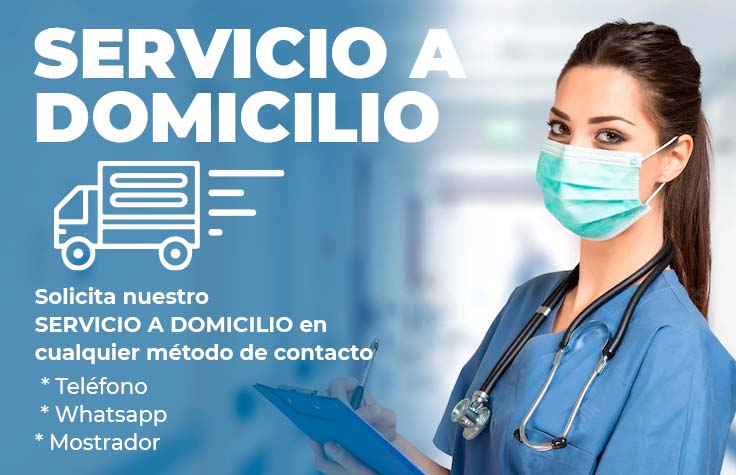 SERVICIO A
DOMICILIO
Solicita nuestro
SERVICIO A DOMICILIO en
cualquier método de contacto
* Teléfono
* Whatsapp
* Mostrador